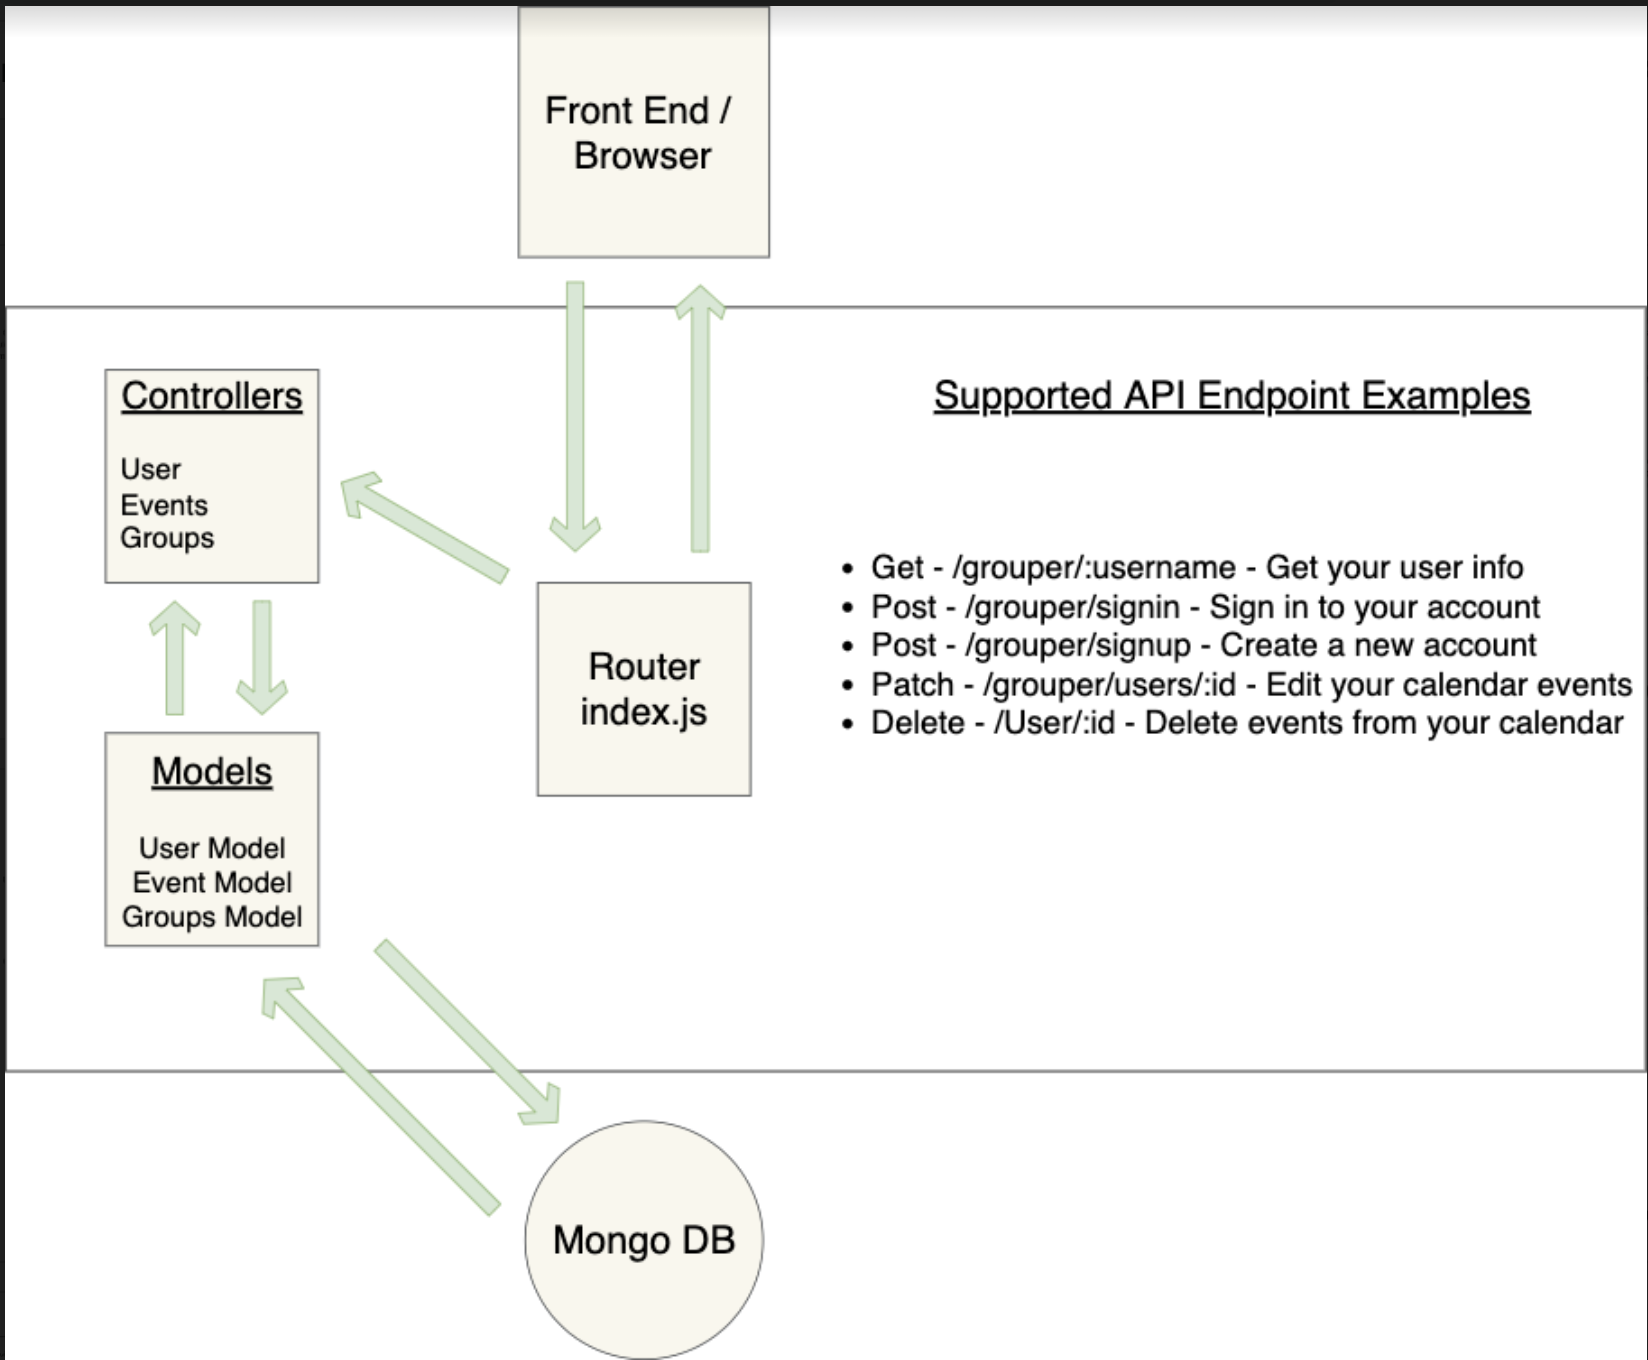 Front End /
Browser
Controllers
User
Events
Groups
Supported API Endpoint Examples
• Get - /grouper/:username - Get your user info
• Post - /grouper/signin - Sign in to your account
• Post - /grouper/signup - Create a new account
• Patch - /grouper/users/:id - Edit your calendar events
• Delete - /User/:id - Delete events from your calendar
Router
index.js
Models
User Model
Event Model
Groups Model
Mongo DB